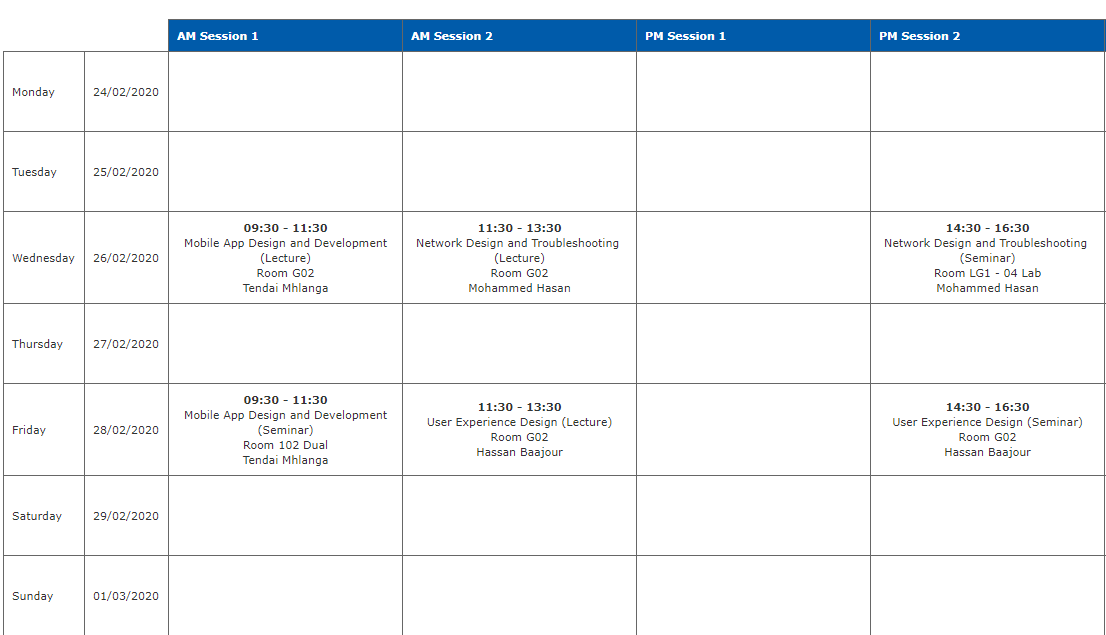 AM Session 1
AM Session 2
PM Session 1
PM Session 2
Monday
24/02/2020
Tuesday
25/02/2020
Wednesday
26/02/2020
09:30 - 11:30
Mobile App Design and Development
(Lecture)
Room G02
Tendai Mhlanga
11:30 - 13:30
Network Design and Troubleshooting
(Lecture)
Room G02
Mohammed Hasan
14:30 - 16:30
Network Design and Troubleshooting
(Seminar)
Room LG1 - 04 Lab
Mohammed Hasan
Thursday
27/02/2020
Friday
28/02/2020
09:30 - 11:30
Mobile App Design and Development
(Seminar)
Room 102 Dual
Tendai Mhlanga
11:30 - 13:30
User Experience Design (Lecture)
Room G02
Hassan Baajour
14:30 - 16:30
User Experience Design (Seminar)
Room G02
Hassan Baajour
Saturday
29/02/2020
Sunday
01/03/2020